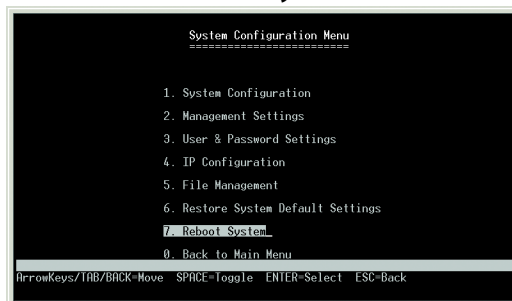 System Configuration Menu
=========================
1. System Configuration
2. Management Settings
3. User & Password Settings
4. IP Configuration
5. File Management
6. Restore System Default Settings
7. Reboot System_
0. Back to Main Menu
ArrowKeys/TAB/BACK=Move SPACE=Toggle ENTER=Select ESC=Back